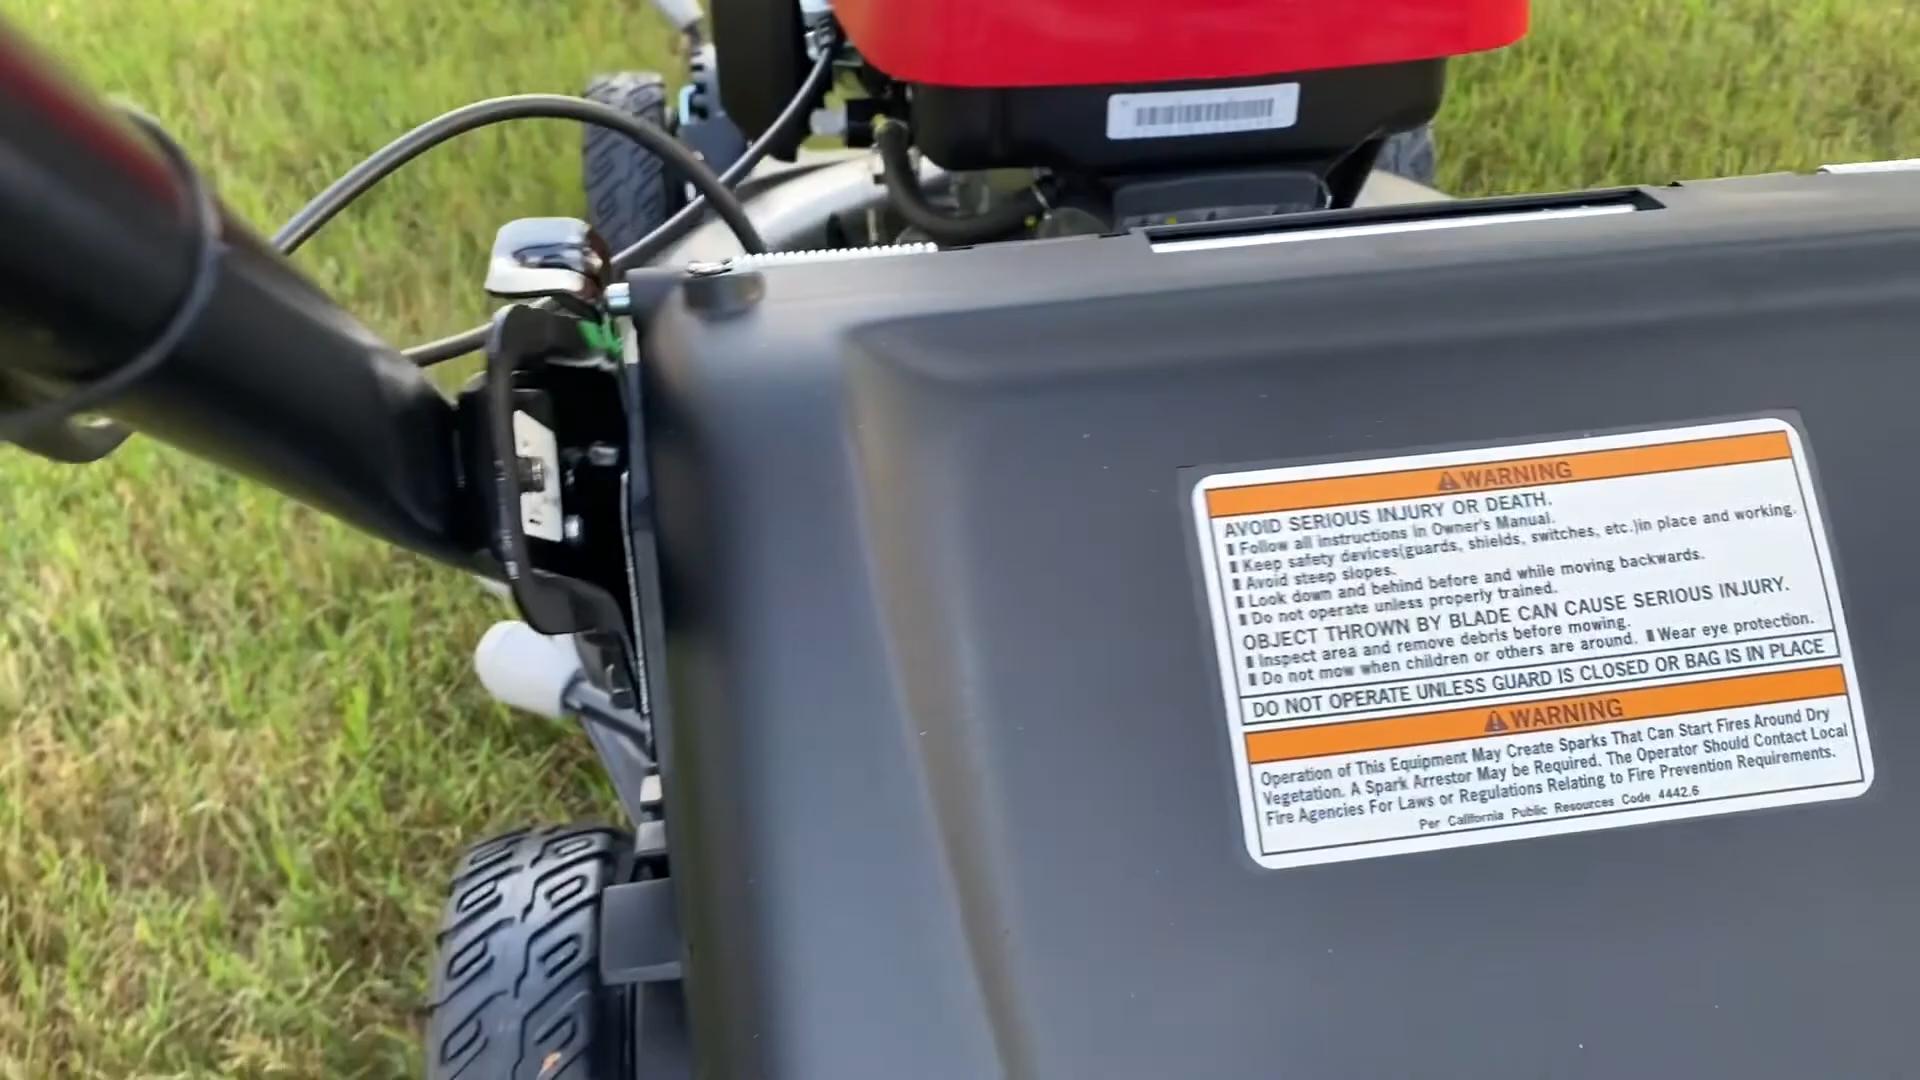 WARNING
AVOID SERIOUS INJURY OR DEATH.
Follow all instructions in Owner's Manual.
Keep safety devices(guards, shields, switches, etc.)in place and working.
Avoid steep slopes.
Look down and behind before and while moving backwards.
Do not operate unless properly trained.
OBJECT THROWN BY BLADE CAN CAUSE SERIOUS INJURY.
Inspect area and remove debris before mowing.
Do not mow when children or others are around. Wear eye protection.
DO NOT OPERATE UNLESS GUARD IS CLOSED OR BAG IS IN PLACE
WARNING
Operation of This Equipment May Create Sparks That Can Start Fires Around Dry
Vegetation. A Spark Arrestor May be Required. The Operator Should Contact Local
Fire Agencies For Laws or Regulations Relating to Fire Prevention Requirements.
Per California Public Resources Code 4442.6